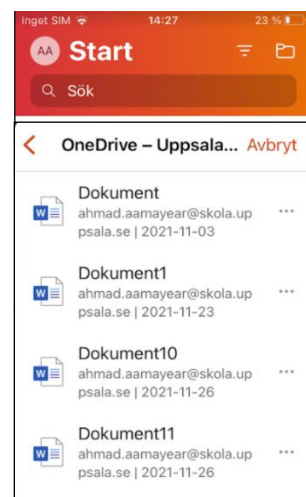 Inget SIM 14:27 23 %
AA Start
Sök
OneDrive – Uppsala... Avbryt
Dokument
ahmad.aamayear@skola.up
psala.se | 2021-11-03
Dokument1
ahmad.aamayear@skola.up
psala.se | 2021-11-23
Dokument10
ahmad.aamayear@skola.up
psala.se | 2021-11-26
Dokument11
ahmad.aamayear@skola.up
psala.se | 2021-11-26